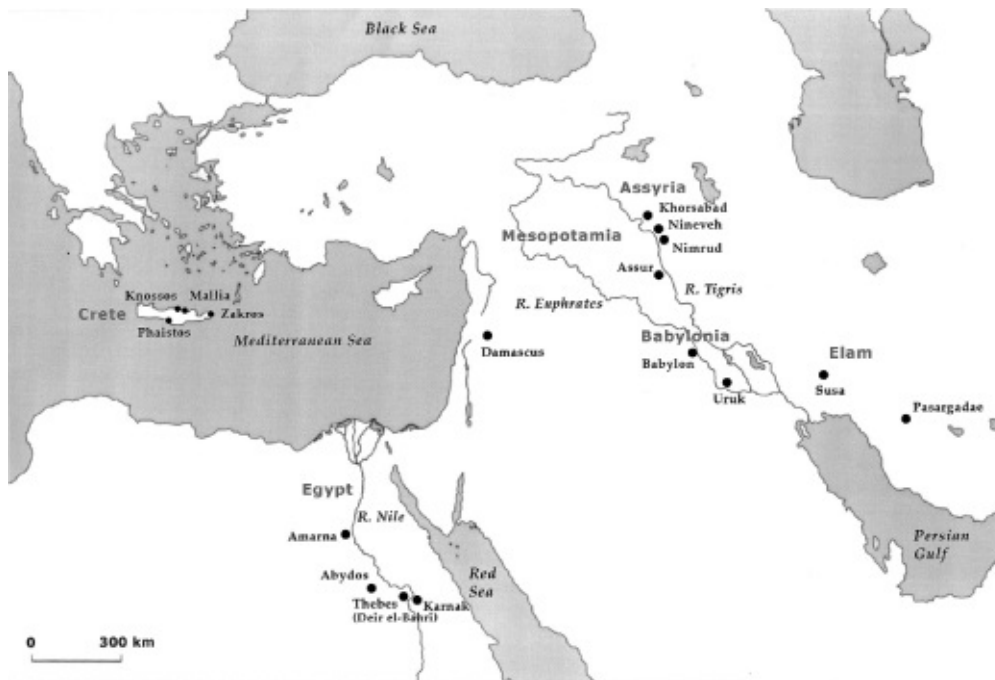 Black Sea
Assyria
Khorsabad
Nineveh
Mesopotamia
Nimrud
Assur
R. Tigris
R. Euphrates
Knossos
Mallia
Crete
Zakros
Phaistos
Mediterranean Sea
Damascus
Babylonia
Babylon
Elam
Susa
Uruk
Pasargadae
Egypt
R. Nile
Amarna
Persian
Gulf
Abydos
Red
Sea
Thebes
(Deir el-Bahri)
Karnak
0 300 km